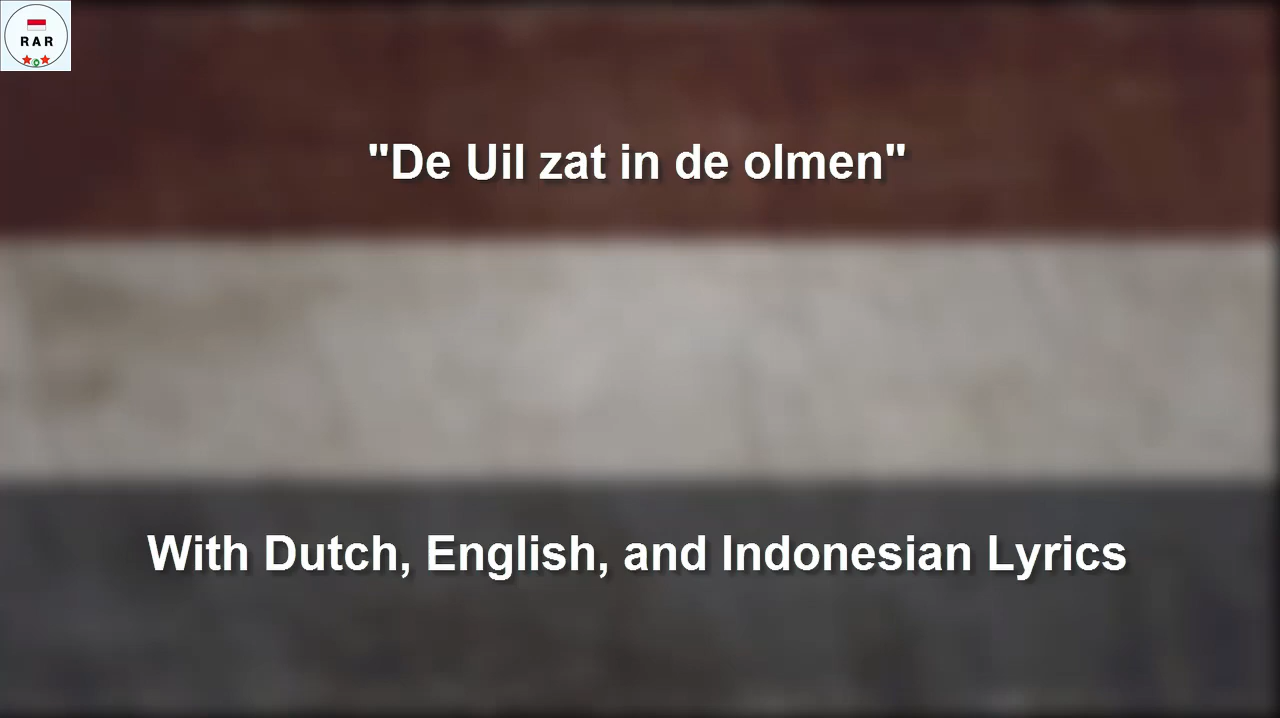 RAR
"De Uil zat in de olmen"
With Dutch, English, and Indonesian Lyrics